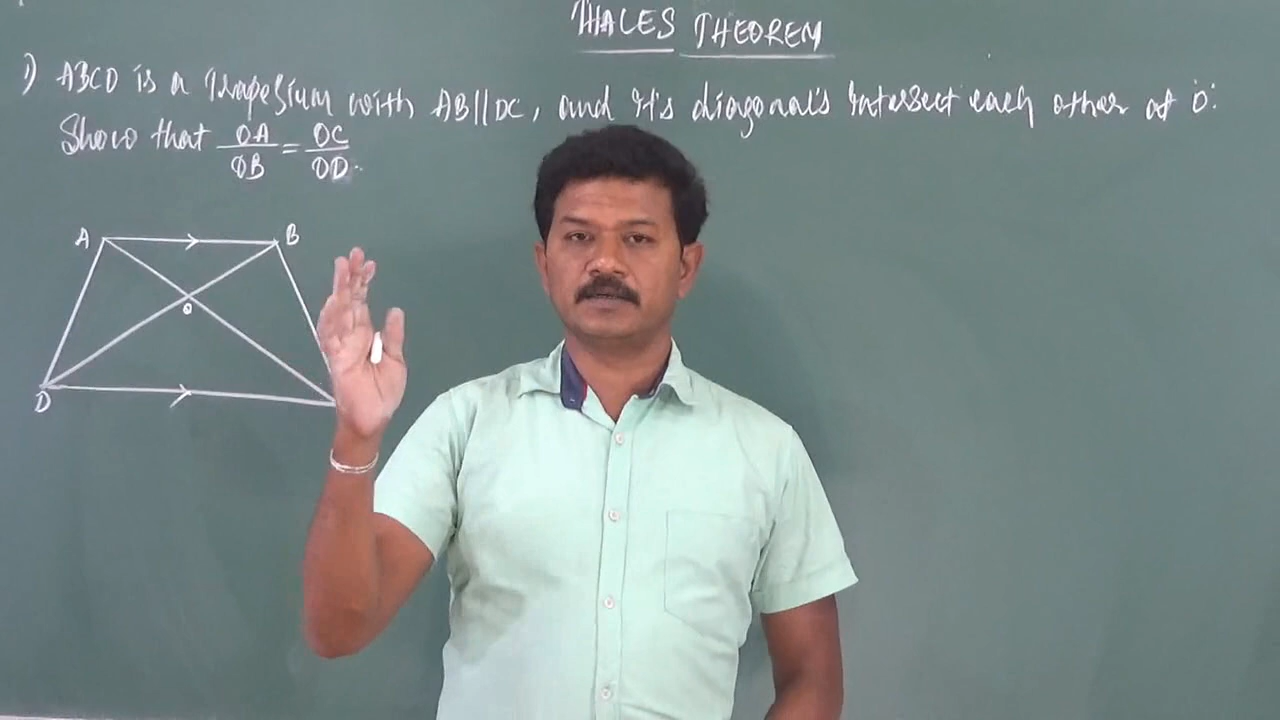 THALES THEOREM
1) ABCD is a Trapezium with AB||DC, and it's diagonal's intersect each other at 'O'.
Show that OA/OB = OC/OD.
A B
O
D